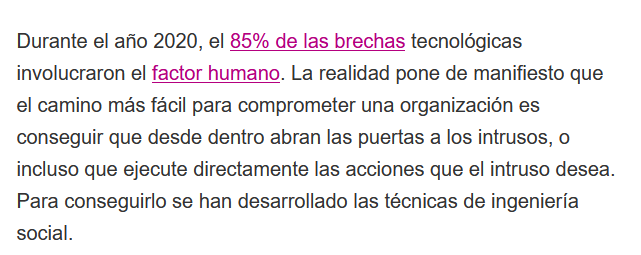 Durante el año 2020, el 85% de las brechas tecnológicas
involucraron el factor humano. La realidad pone de manifiesto que
el camino más fácil para comprometer una organización es
conseguir que desde dentro abran las puertas a los intrusos, o
incluso que ejecute directamente las acciones que el intruso desea.
Para conseguirlo se han desarrollado las técnicas de ingeniería
social.